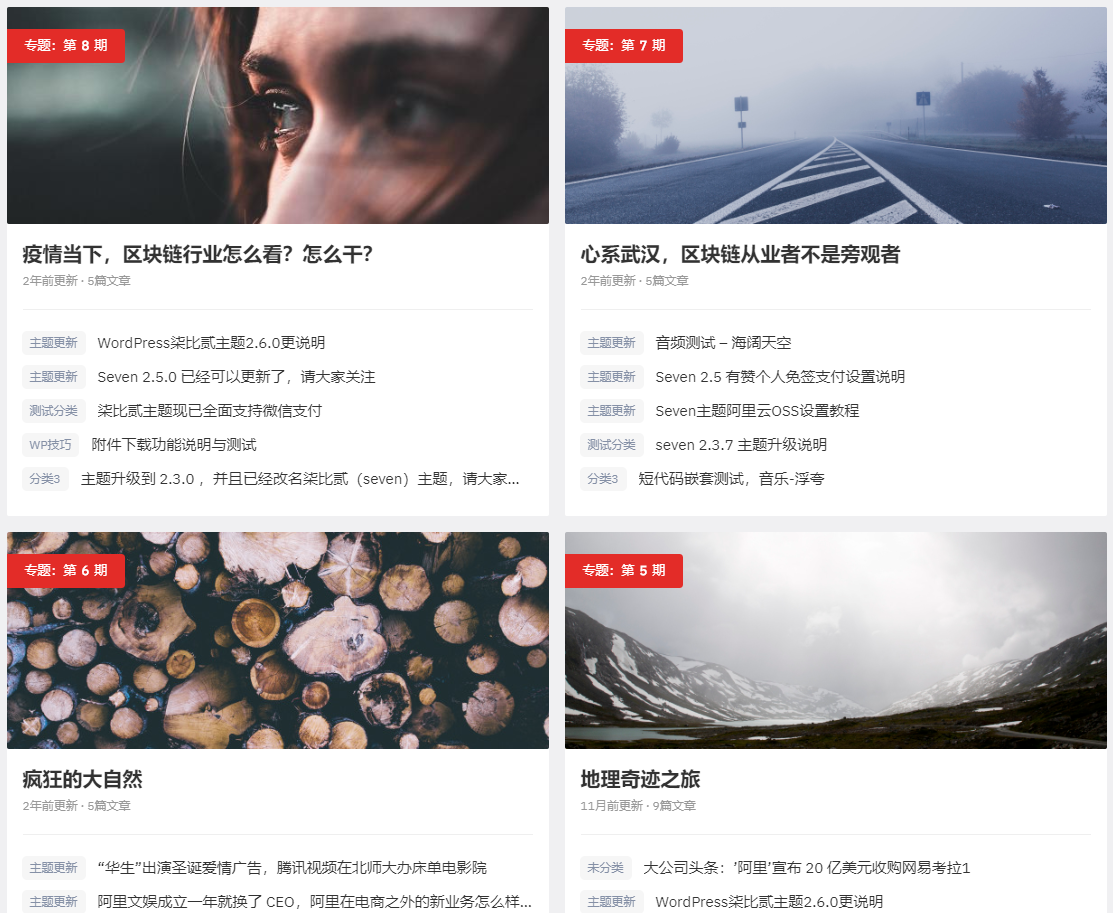 专题：第 8 期
疫情当下，区块链行业怎么看？怎么干？
2年前更新 · 5篇文章
主题更新 WordPress柒比贰主题2.6.0更说明
主题更新 Seven 2.5.0 已经可以更新了，请大家关注
测试分类 柒比贰主题现已全面支持微信支付
WP技巧 附件下载功能说明与测试
分类3 主题升级到 2.3.0 ，并且已经改名柒比贰（seven）主题，请大家...
专题：第 7 期
心系武汉，区块链从业者不是旁观者
2年前更新 · 5篇文章
主题更新 音频测试 – 海阔天空
主题更新 Seven 2.5 有赞个人免签支付设置说明
主题更新 Seven主题阿里云OSS设置教程
测试分类 seven 2.3.7 主题升级说明
分类3 短代码嵌套测试，音乐-浮夸
专题：第 6 期
疯狂的大自然
2年前更新 · 5篇文章
主题更新 “华生”出演圣诞爱情广告，腾讯视频在北师大办床单电影院
主题更新 阿里文娱成立一年就换了 CEO，阿里在电商之外的新业务怎么样...
专题：第 5 期
地理奇迹之旅
11月前更新 · 9篇文章
未分类 大公司头条：’阿里’宣布 20 亿美元收购网易考拉1
主题更新 WordPress柒比贰主题2.6.0更说明